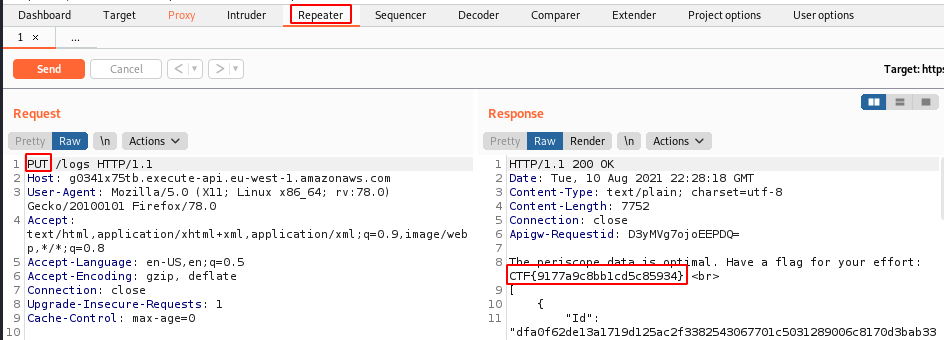 Dashboard Target Proxy Intruder Repeater Sequencer Decoder Comparer Extender Project options User options
1 × ...
Send Cancel < > Target: https
Request
Pretty Raw \n Actions
1 PUT /logs HTTP/1.1
2 Host: g0341x75tb.execute-api.eu-west-1.amazonaws.com
3 User-Agent: Mozilla/5.0 (X11; Linux x86_64; rv:78.0)
Gecko/20100101 Firefox/78.0
4 Accept:
text/html,application/xhtml+xml,application/xml;q=0.9,image/web
p,*/*;q=0.8
5 Accept-Language: en-US,en;q=0.5
6 Accept-Encoding: gzip, deflate
7 Connection: close
8 Upgrade-Insecure-Requests: 1
9 Cache-Control: max-age=0
10
Response
Pretty Raw Render \n Actions
1 HTTP/1.1 200 OK
2 Date: Tue, 10 Aug 2021 22:28:18 GMT
3 Content-Type: text/plain; charset=utf-8
4 Content-Length: 7752
5 Connection: close
6 Apigw-Requestid: D3yMVg7ojoEEPDQ=
7
8 The periscope data is optimal. Have a flag for your effort:
CTF{9177a9c8bb1cd5c85934} <br>
9 [
10 {
11 "Id":
"dfa0f62de13a1719d125ac2f3382543067701c5031289006c8170d3bab33